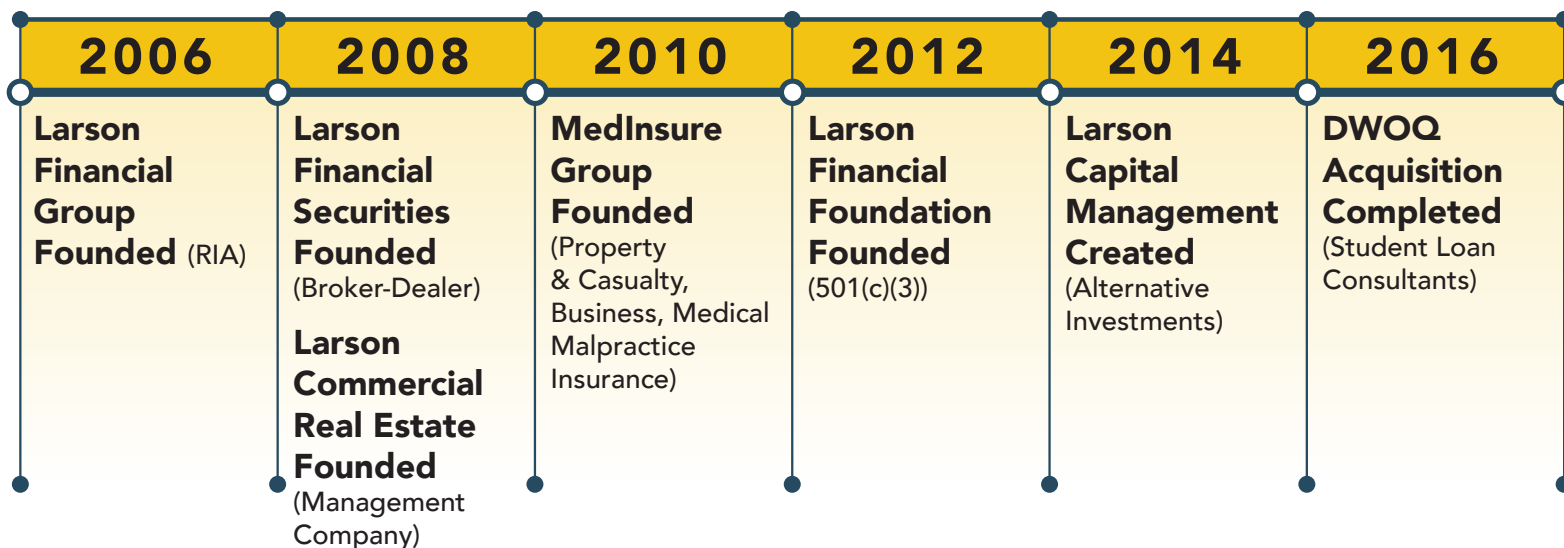 2006
Larson
Financial
Group
Founded (RIA)
2008
Larson
Financial
Securities
Founded
(Broker-Dealer)
Larson
Commercial
Real Estate
Founded
(Management
Company)
2010
MedInsure
Group
Founded
(Property
& Casualty,
Business, Medical
Malpractice
Insurance)
2012
Larson
Financial
Foundation
Founded
(501(c)(3))
2014
Larson
Capital
Management
Created
(Alternative
Investments)
2016
DWOQ
Acquisition
Completed
(Student Loan
Consultants)